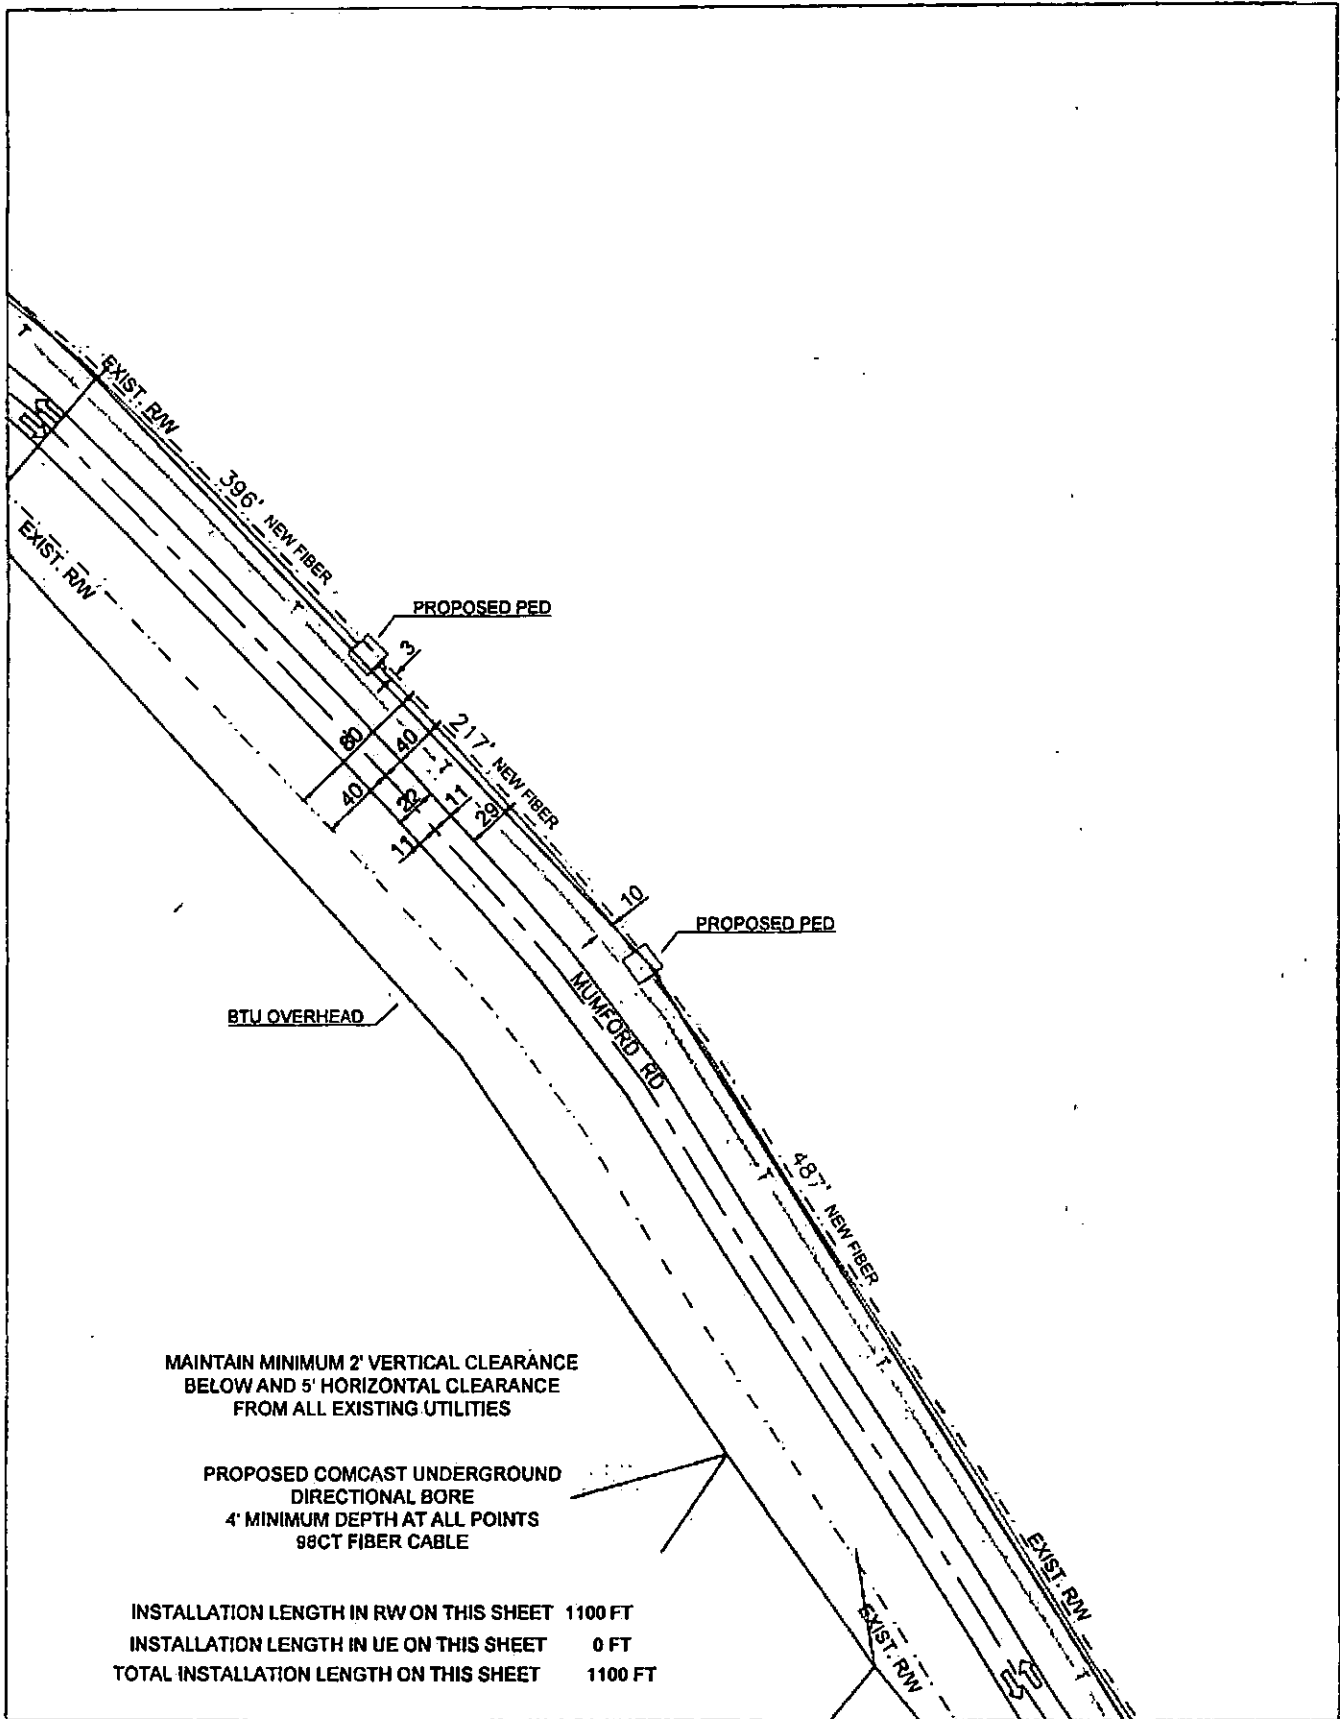 T
EXIST. R/W
396' NEW FIBER
EXIST. R/W
T
PROPOSED PED
3
217' NEW FIBER
80
40
T
40
22
11
29
11
10
PROPOSED PED
BTU OVERHEAD
MUMFORD RD
487' NEW FIBER
T
T
MAINTAIN MINIMUM 2' VERTICAL CLEARANCE
BELOW AND 5' HORIZONTAL CLEARANCE
FROM ALL EXISTING UTILITIES
PROPOSED COMCAST UNDERGROUND
DIRECTIONAL BORE
4' MINIMUM DEPTH AT ALL POINTS
98CT FIBER CABLE
EXIST. R/W
EXIST. R/W
T
INSTALLATION LENGTH IN RW ON THIS SHEET 1100 FT
INSTALLATION LENGTH IN UE ON THIS SHEET 0 FT
TOTAL INSTALLATION LENGTH ON THIS SHEET 1100 FT